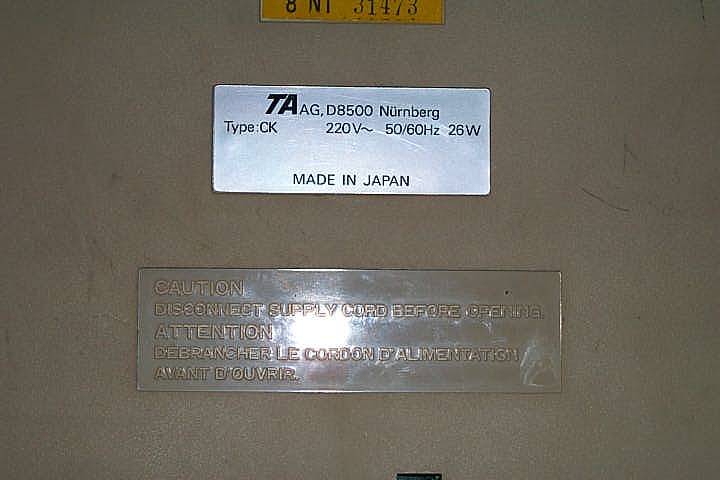 8 NT 31473
TA AG, D8500 Nürnberg
Type:CK 220V~ 50/60Hz 26W
MADE IN JAPAN
CAUTION
DISCONNECT SUPPLY CORD BEFORE OPENING.
ATTENTION
DEBRANCHER LE CORDON D'ALIMENTATION
AVANT D'OUVRIR.